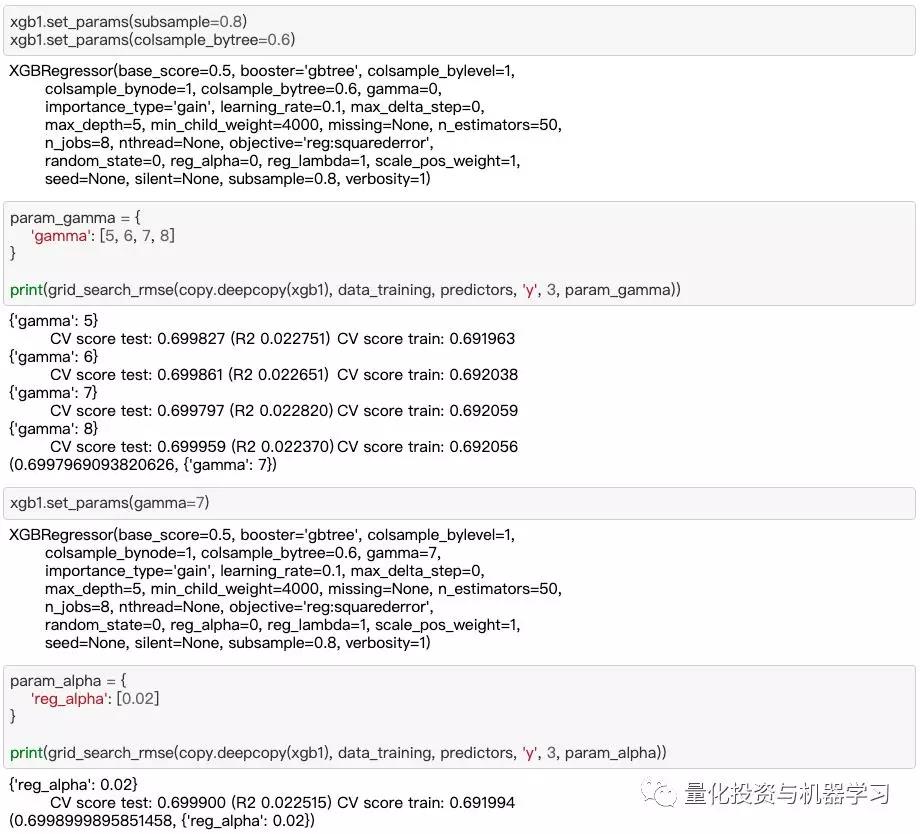 xgb1.set_params(subsample=0.8)
xgb1.set_params(colsample_bytree=0.6)
XGBRegressor(base_score=0.5, booster='gbtree', colsample_bylevel=1,
colsample_bynode=1, colsample_bytree=0.6, gamma=0,
importance_type='gain', learning_rate=0.1, max_delta_step=0,
max_depth=5, min_child_weight=4000, missing=None, n_estimators=50,
n_jobs=8, nthread=None, objective='reg:squarederror',
random_state=0, reg_alpha=0, reg_lambda=1, scale_pos_weight=1,
seed=None, silent=None, subsample=0.8, verbosity=1)
param_gamma = {
'gamma': [5, 6, 7, 8]
}
print(grid_search_rmse(copy.deepcopy(xgb1), data_training, predictors, 'y', 3, param_gamma))
{'gamma': 5}
CV score test: 0.699827 (R2 0.022751) CV score train: 0.691963
{'gamma': 6}
CV score test: 0.699861 (R2 0.022651) CV score train: 0.692038
{'gamma': 7}
CV score test: 0.699797 (R2 0.022820) CV score train: 0.692059
{'gamma': 8}
CV score test: 0.699959 (R2 0.022370) CV score train: 0.692056
(0.6997969093820626, {'gamma': 7})
xgb1.set_params(gamma=7)
XGBRegressor(base_score=0.5, booster='gbtree', colsample_bylevel=1,
colsample_bynode=1, colsample_bytree=0.6, gamma=7,
importance_type='gain', learning_rate=0.1, max_delta_step=0,
max_depth=5, min_child_weight=4000, missing=None, n_estimators=50,
n_jobs=8, nthread=None, objective='reg:squarederror',
random_state=0, reg_alpha=0, reg_lambda=1, scale_pos_weight=1,
seed=None, silent=None, subsample=0.8, verbosity=1)
param_alpha = {
'reg_alpha': [0.02]
}
print(grid_search_rmse(copy.deepcopy(xgb1), data_training, predictors, 'y', 3, param_alpha))
{'reg_alpha': 0.02}
CV score test: 0.699900 (R2 0.022515) CV score train: 0.691994
(0.6998999895851458, {'reg_alpha': 0.02})
量化投资与机器学习